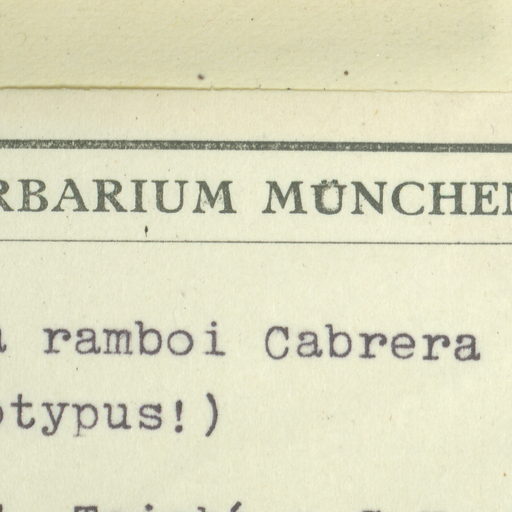 RBARIUM MÜNCHEN
ramboi Cabrera
otypus!)